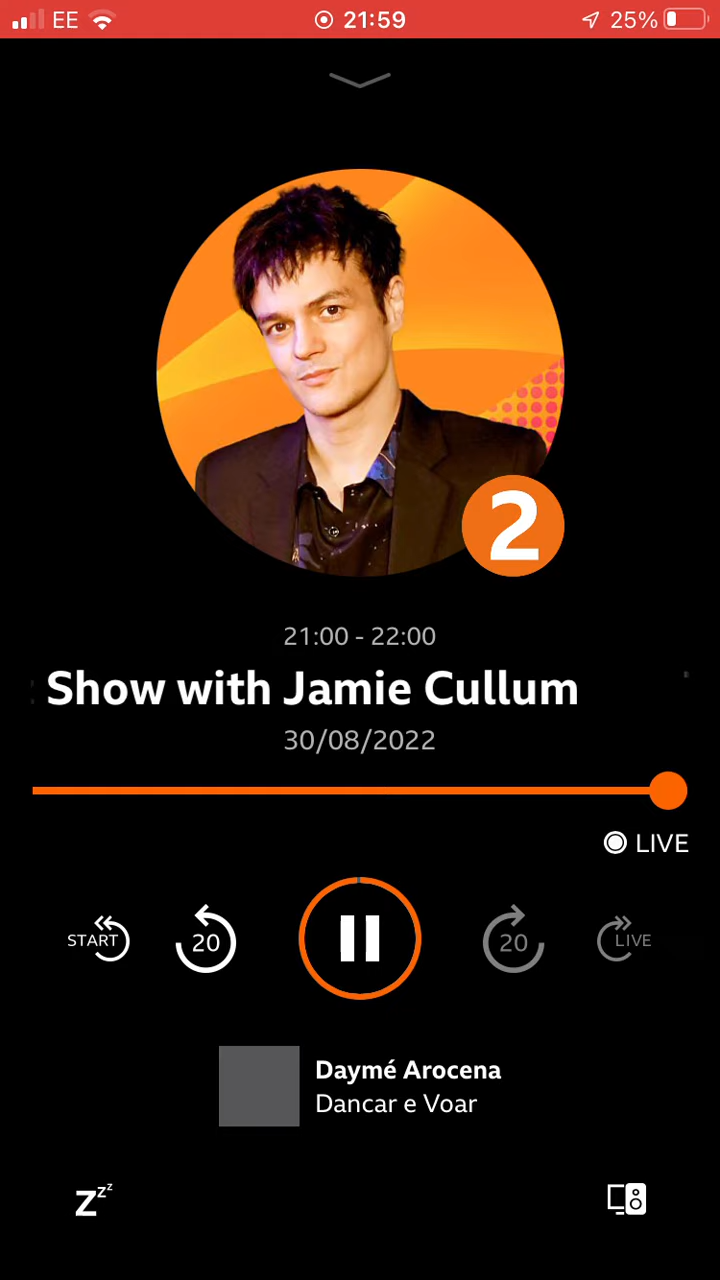 EE 21:59 25%
2
21:00 - 22:00
Show with Jamie Cullum
30/08/2022
LIVE
START 20 20 LIVE
Daymé Arocena
Dancar e Voar
Zzz